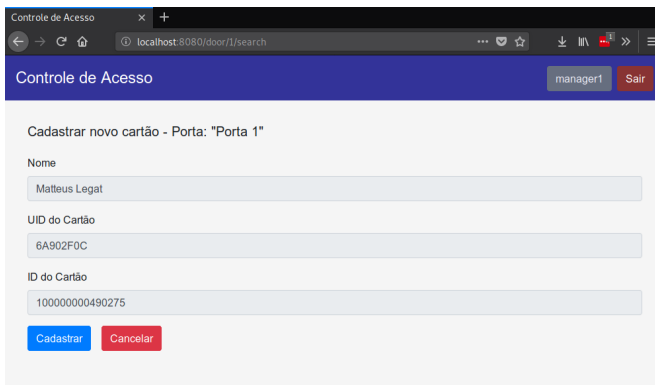 Controle de Acesso
localhost:8080/door/1/search
1
Controle de Acesso
manager1
Sair
Cadastrar novo cartão - Porta: "Porta 1"
Nome
Matteus Legat
UID do Cartão
6A902F0C
ID do Cartão
100000000490275
Cadastrar
Cancelar